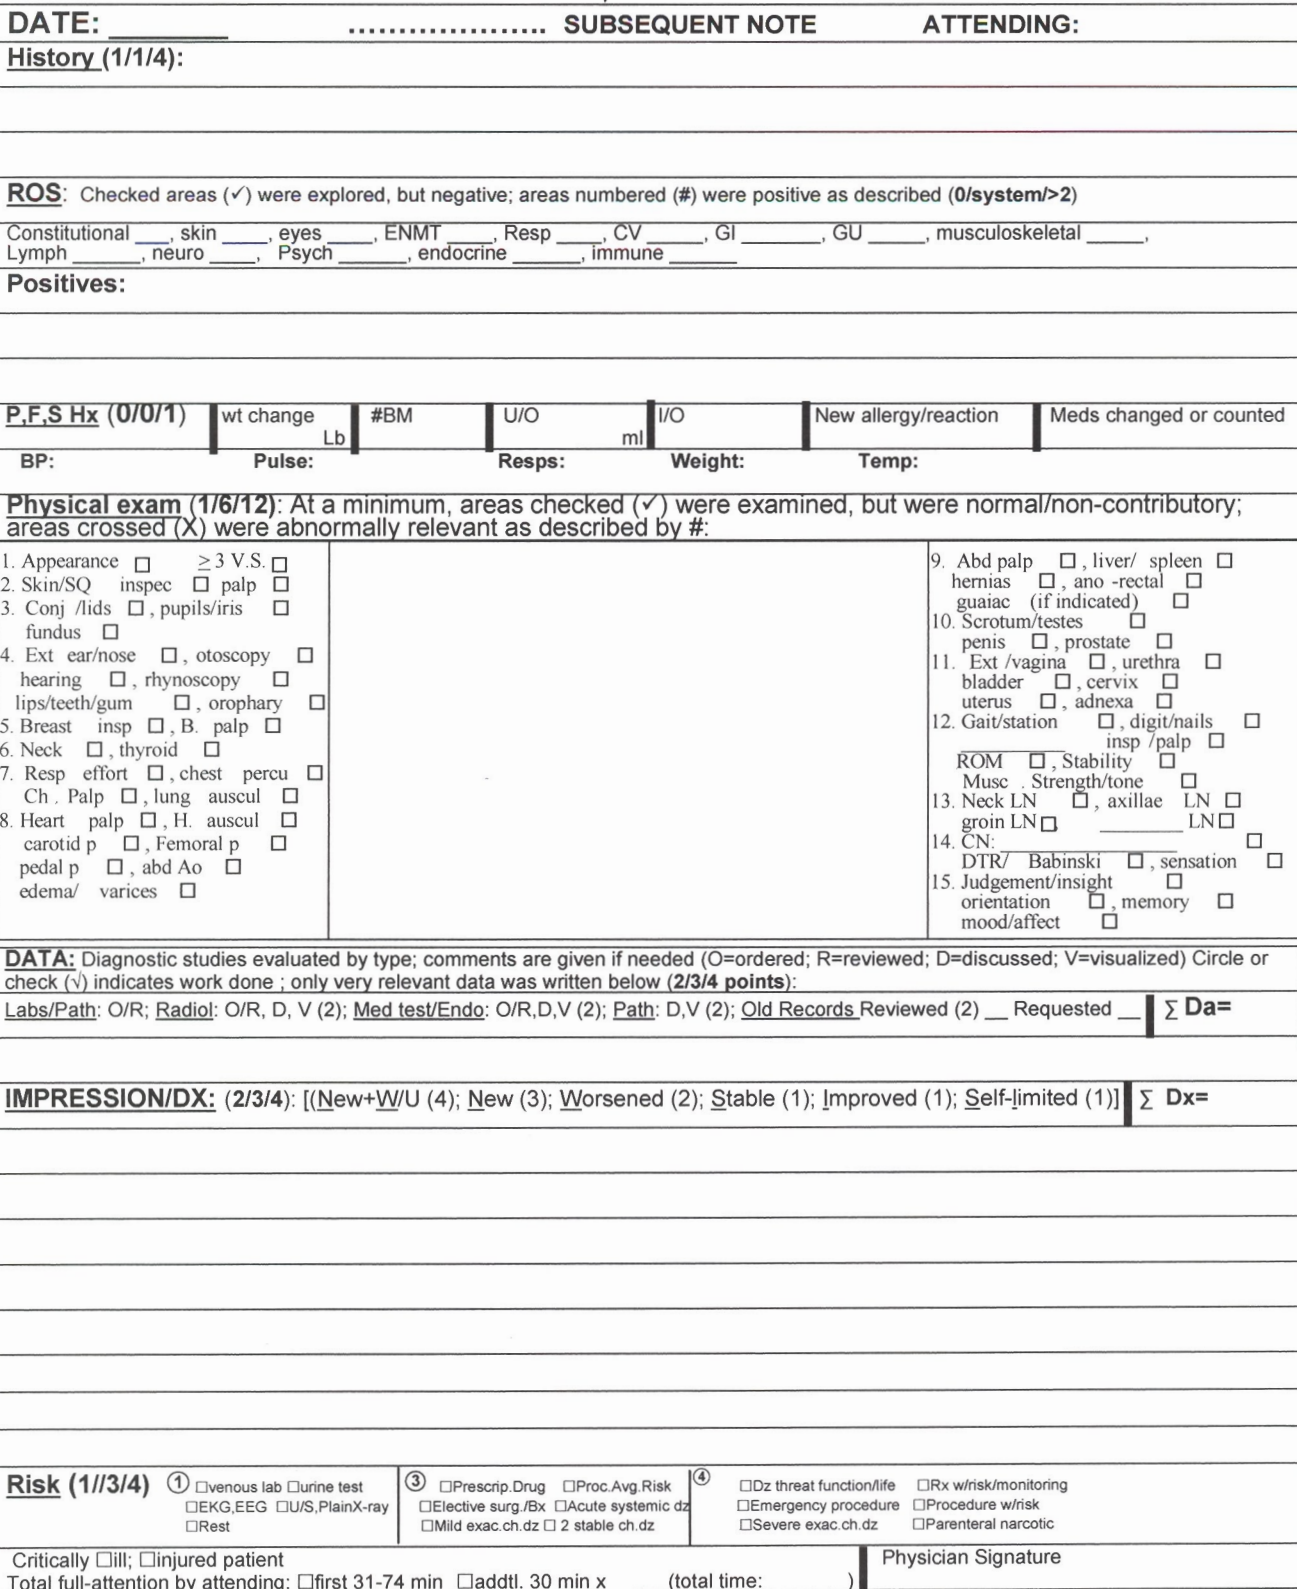 DATE: ________ .................... SUBSEQUENT NOTE ATTENDING:
History (1/1/4):
ROS: Checked areas (✓) were explored, but negative; areas numbered (#) were positive as described (0/system/>2)
Constitutional ___, skin ____, eyes ____, ENMT ____, Resp ____, CV _____, GI ______, GU _____, musculoskeletal _____,
Lymph ______, neuro ____, Psych ______, endocrine ______, immune ______
Positives:
P,F,S Hx (0/0/1) wt change #BM U/O I/O New allergy/reaction Meds changed or counted
Lb ml
BP: Pulse: Resps: Weight: Temp:
Physical exam (1/6/12): At a minimum, areas checked (✓) were examined, but were normal/non-contributory;
areas crossed (X) were abnormally relevant as described by #:
1. Appearance □ ≥3 V.S. □
2. Skin/SQ inspec □ palp □
3. Conj /lids □, pupils/iris □
fundus □
4. Ext ear/nose □, otoscopy □
hearing □, rhynoscopy □
lips/teeth/gum □, orophary □
5. Breast insp □, B. palp □
6. Neck □, thyroid □
7. Resp effort □, chest percu □
Ch. Palp □, lung auscul □
8. Heart palp □, H. auscul □
carotid p □, Femoral p □
pedal p □, abd Ao □
edema/ varices □
9. Abd palp □, liver/ spleen □
hernias □, ano -rectal □
guaiac (if indicated) □
10. Scrotum/testes □
penis □, prostate □
11. Ext /vagina □, urethra □
bladder □, cervix □
uterus □, adnexa □
12. Gait/station □, digit/nails □
________ insp /palp □
ROM □, Stability □
Musc . Strength/tone □
13. Neck LN □, axillae LN □
groin LN □, ________ LN □
14. CN: ________________ □
DTR/ Babinski □, sensation □
15. Judgement/insight □
orientation □, memory □
mood/affect □
DATA: Diagnostic studies evaluated by type; comments are given if needed (O=ordered; R=reviewed; D=discussed; V=visualized) Circle or
check (√) indicates work done ; only very relevant data was written below (2/3/4 points):
Labs/Path: O/R; Radiol: O/R, D, V (2); Med test/Endo: O/R,D,V (2); Path: D,V (2); Old Records Reviewed (2) __ Requested __ ∑ Da=
IMPRESSION/DX: (2/3/4): [(New+W/U (4); New (3); Worsened (2); Stable (1); Improved (1); Self-limited (1)] ∑ Dx=
Risk (1//3/4) ① □venous lab □urine test ③ □Prescrip.Drug □Proc.Avg.Risk ④ □Dz threat function/life □Rx w/risk/monitoring
□EKG,EEG □U/S,PlainX-ray □Elective surg./Bx □Acute systemic dz □Emergency procedure □Procedure w/risk
□Rest □Mild exac.ch.dz □ 2 stable ch.dz □Severe exac.ch.dz □Parenteral narcotic
Critically □ill; □injured patient Physician Signature
Total full-attention by attending: □first 31-74 min □addtl. 30 min x ____ (total time: ________)